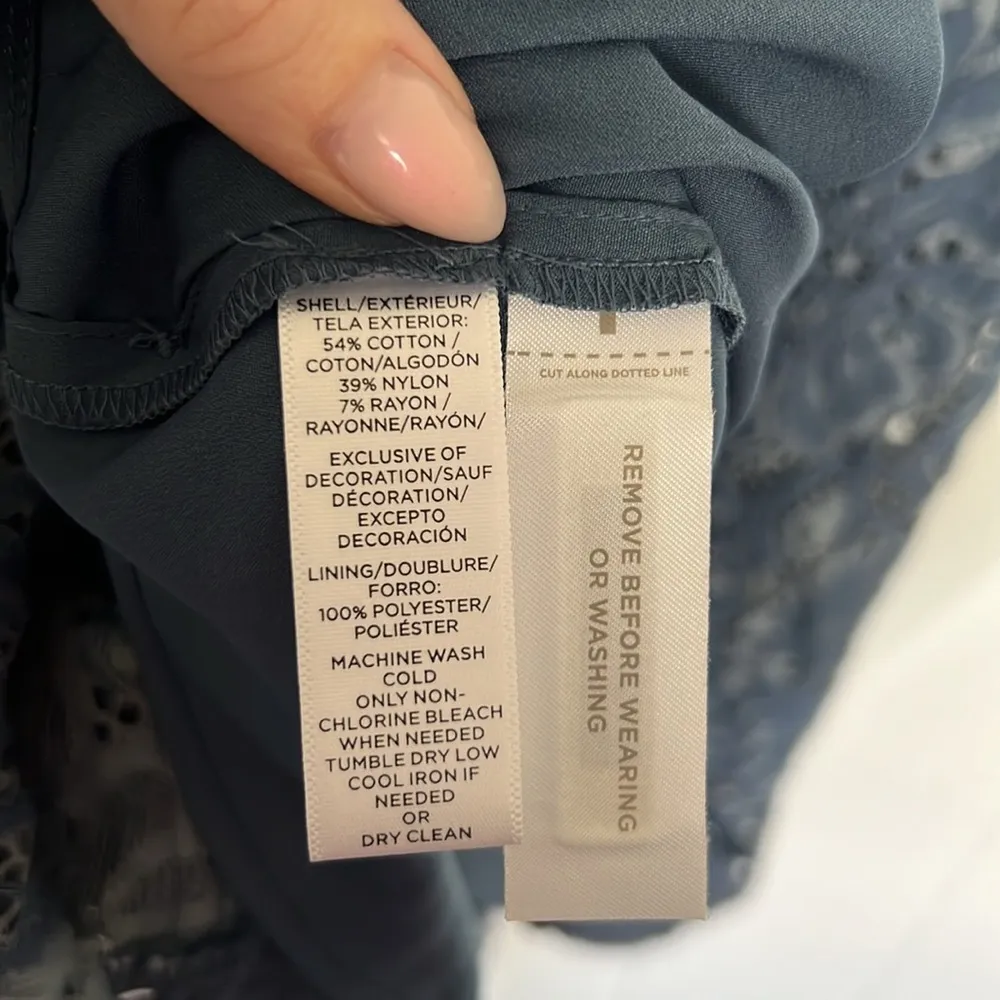 SHELL/EXTÉRIEUR/
TELA EXTERIOR:
54% COTTON /
COTON/ALGODÓN
39% NYLON
7% RAYON /
RAYONNE/RAYÓN/
EXCLUSIVE OF
DECORATION/SAUF
DÉCORATION/
EXCEPTO
DECORACIÓN
LINING/DOUBLURE/
FORRO:
100% POLYESTER/
POLIÉSTER
MACHINE WASH
COLD
ONLY NON-
CHLORINE BLEACH
WHEN NEEDED
TUMBLE DRY LOW
COOL IRON IF
NEEDED
OR
DRY CLEAN
CUT ALONG DOTTED LINE
REMOVE BEFORE WEARING
OR WASHING